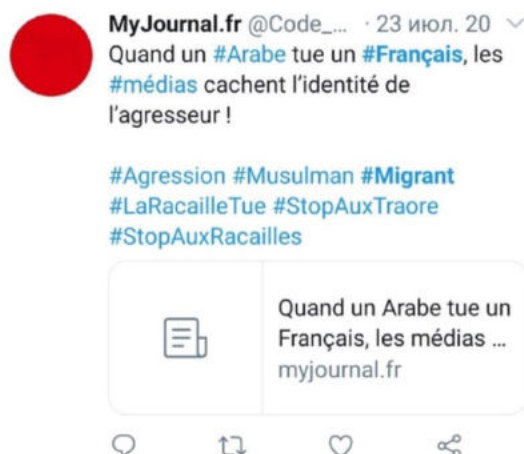 MyJournal.fr @Code_... · 23 июл. 20
Quand un #Arabe tue un #Français, les
#médias cachent l’identité de
l’agresseur !
#Agression #Musulman #Migrant
#LaRacailleTue #StopAuxTraore
#StopAuxRacailles
Quand un Arabe tue un
Français, les médias ...
myjournal.fr